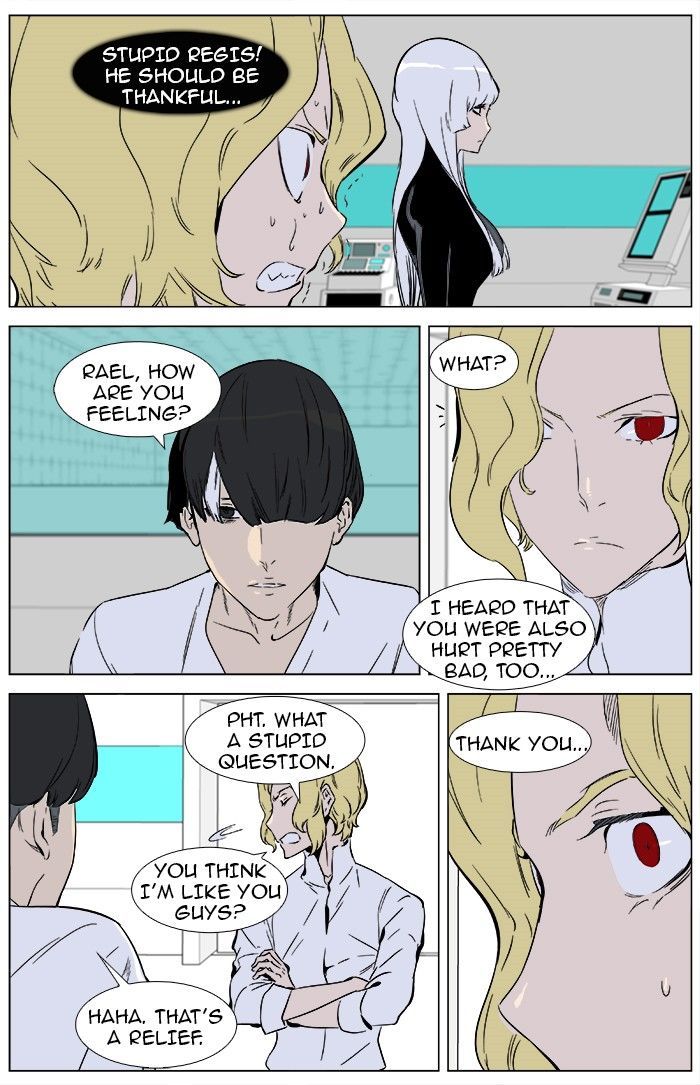 STUPID REGIS!
HE SHOULD BE
THANKFUL...
RAEL, HOW
ARE YOU
FEELING?
WHAT?
I HEARD THAT
YOU WERE ALSO
HURT PRETTY
BAD, TOO...
PHT. WHAT
A STUPID
QUESTION.
YOU THINK
I'M LIKE YOU
GUYS?
HAHA. THAT'S
A RELIEF.
THANK YOU...